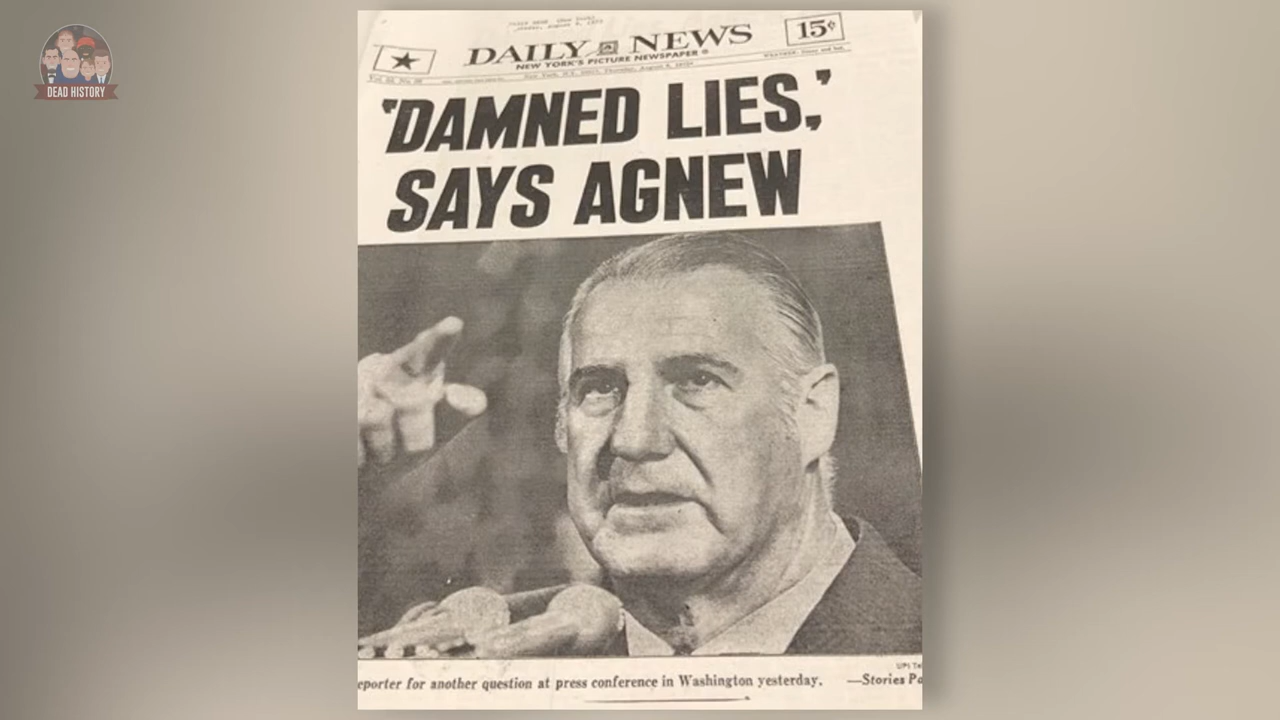 DEAD HISTORY
DAILY NEWS
15¢
NEW YORK'S PICTURE NEWSPAPER ®
'DAMNED LIES,'
SAYS AGNEW
eporter for another question at press conference in Washington yesterday. —Stories